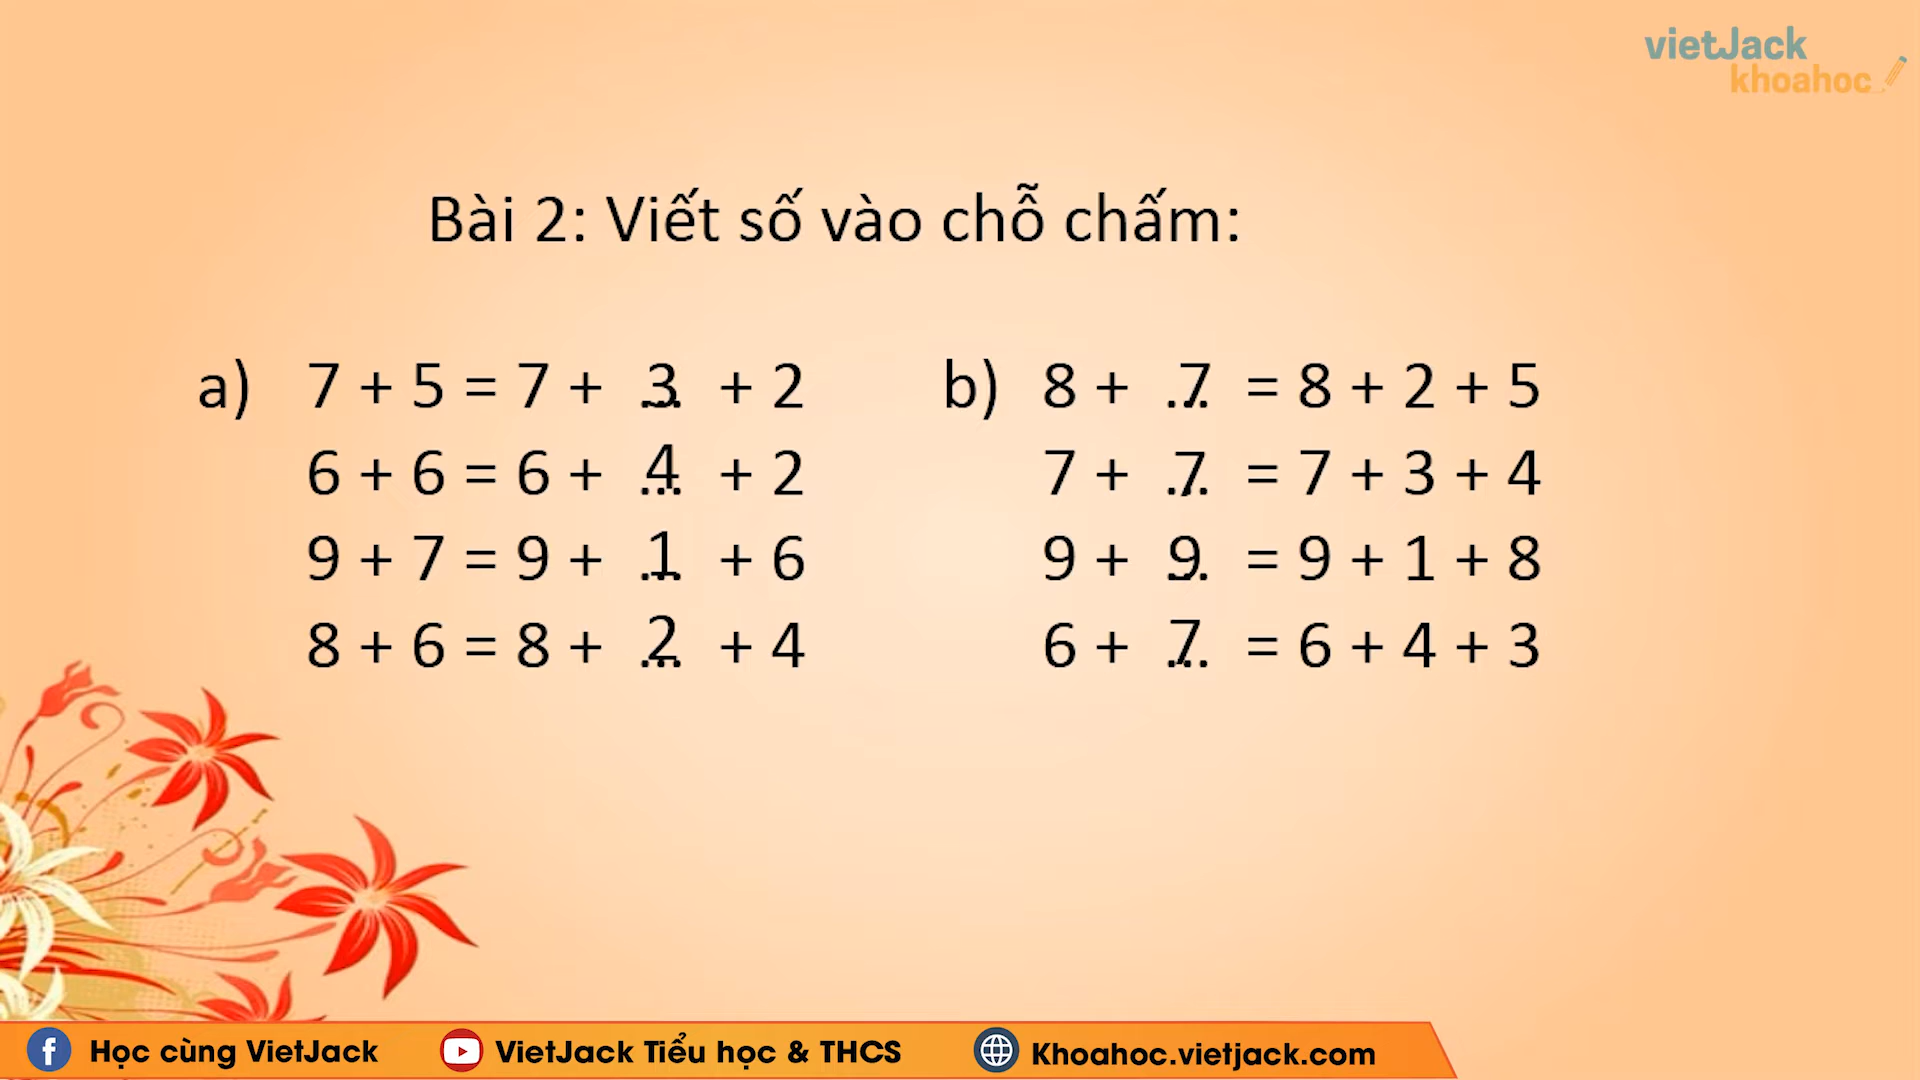 vietJack
khoahoc
Bài 2: Viết số vào chỗ chấm:
a) 7 + 5 = 7 + 3 + 2
6 + 6 = 6 + 4 + 2
9 + 7 = 9 + 1 + 6
8 + 6 = 8 + 2 + 4
b) 8 + 7 = 8 + 2 + 5
7 + 7 = 7 + 3 + 4
9 + 9 = 9 + 1 + 8
6 + 7 = 6 + 4 + 3
Học cùng VietJack
VietJack Tiểu học & THCS
Khoahoc.vietjack.com